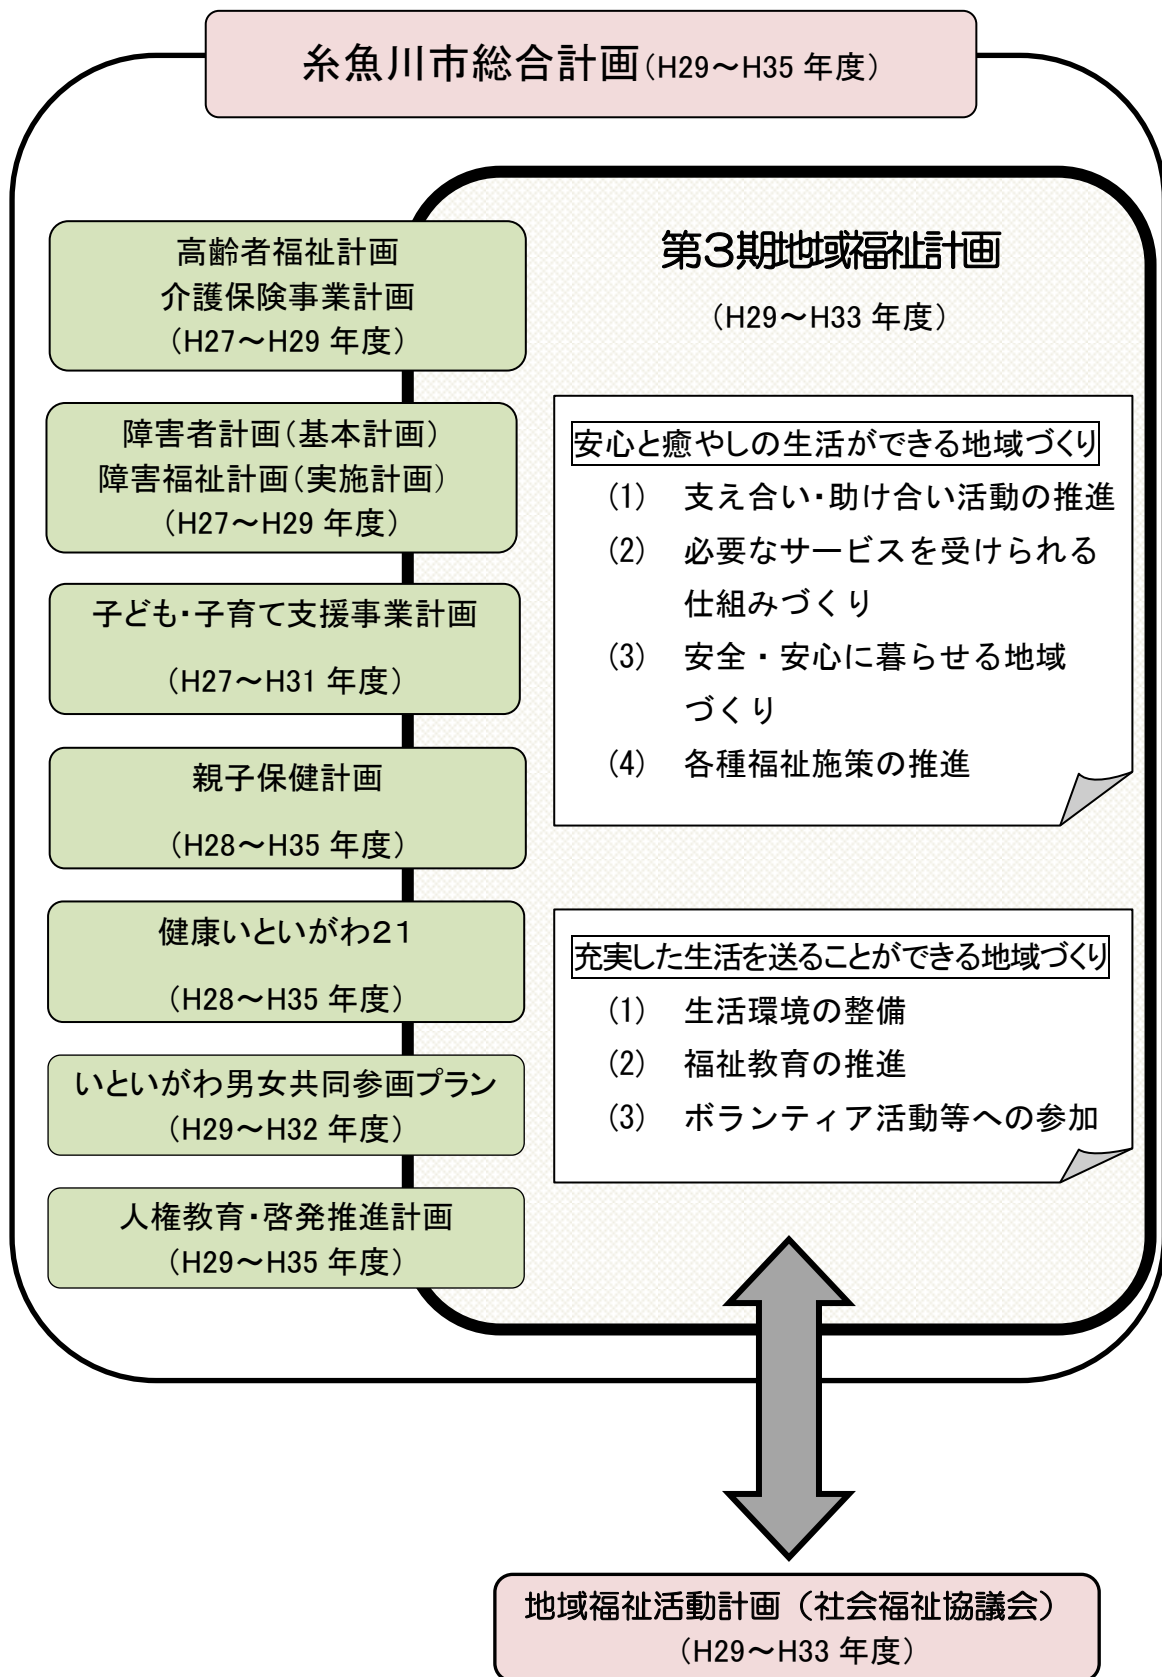 糸魚川市総合計画(H29～H35 年度)
高齢者福祉計画
介護保険事業計画
(H27～H29 年度)
障害者計画(基本計画)
障害福祉計画(実施計画)
(H27～H29 年度)
子ども・子育て支援事業計画
(H27～H31 年度)
親子保健計画
(H28～H35 年度)
健康いといがわ２１
(H28～H35 年度)
いといがわ男女共同参画プラン
(H29～H32 年度)
人権教育・啓発推進計画
(H29～H35 年度)
第３期地域福祉計画
(H29～H33 年度)
安心と癒やしの生活ができる地域づくり
(1) 支え合い・助け合い活動の推進
(2) 必要なサービスを受けられる
仕組みづくり
(3) 安全・安心に暮らせる地域
づくり
(4) 各種福祉施策の推進
充実した生活を送ることができる地域づくり
(1) 生活環境の整備
(2) 福祉教育の推進
(3) ボランティア活動等への参加
地域福祉活動計画（社会福祉協議会）
(H29～H33 年度)